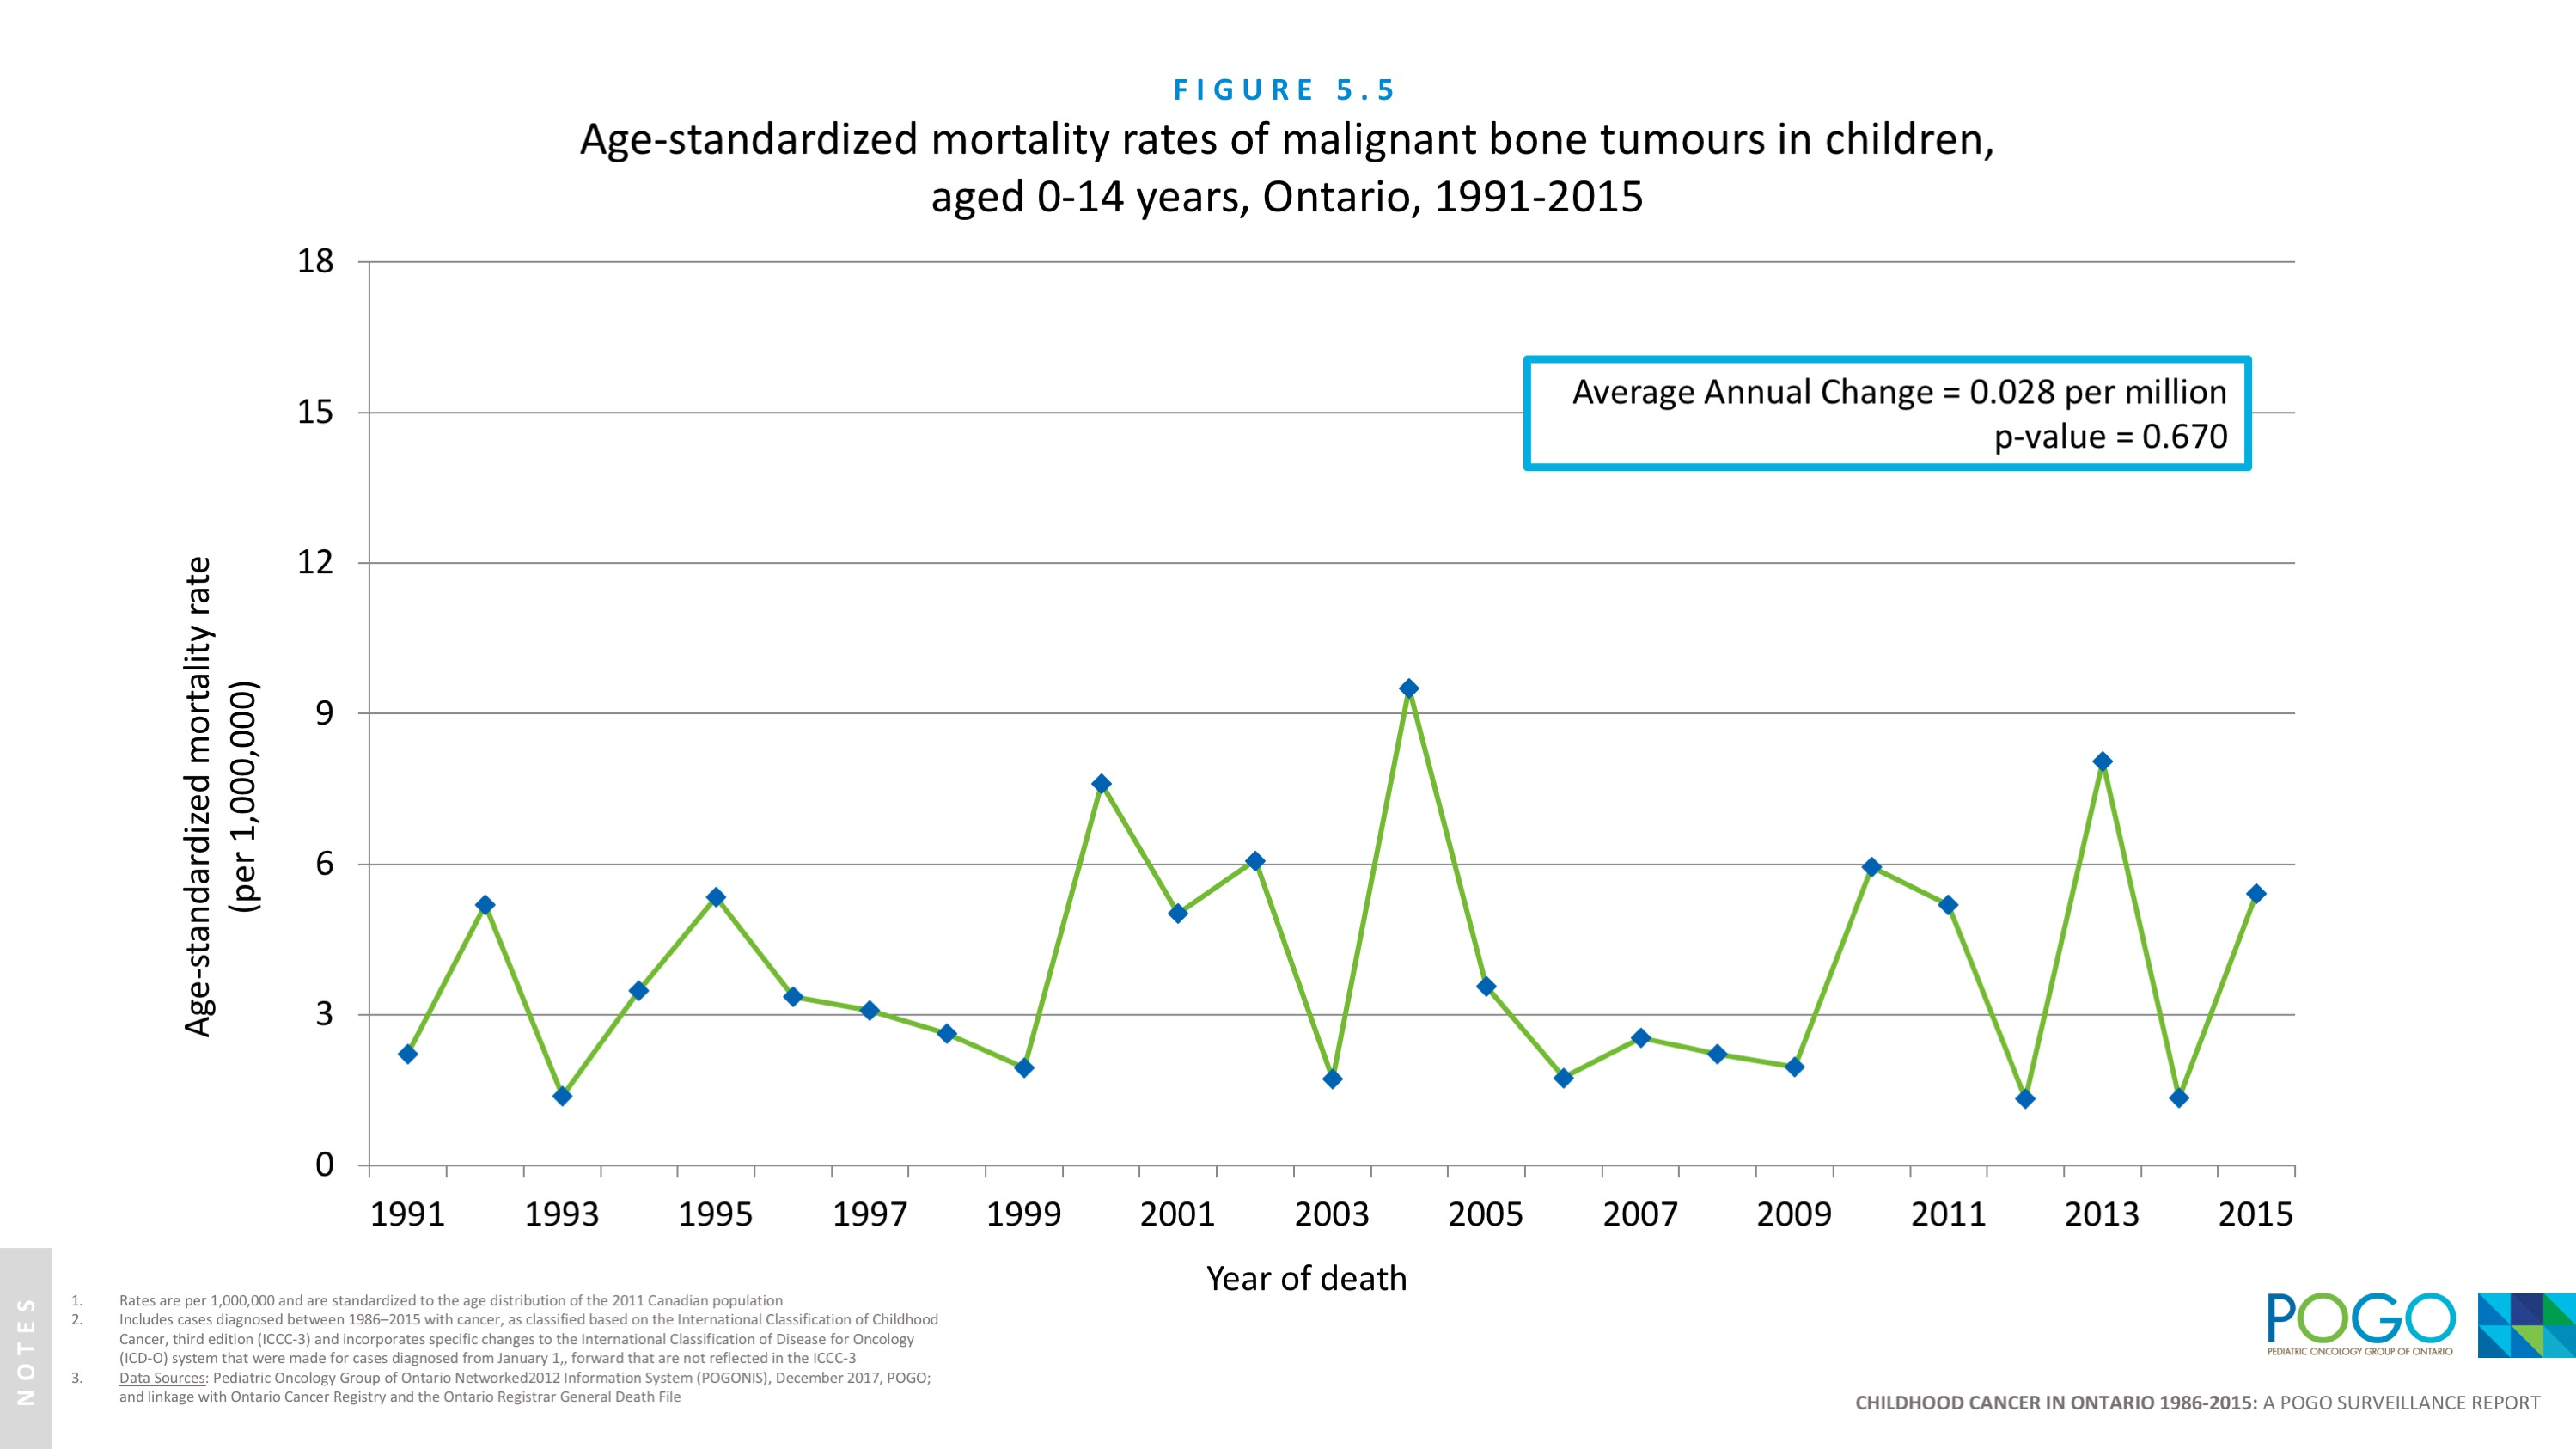 FIGURE 5.5
Age-standardized mortality rates of malignant bone tumours in children,
aged 0-14 years, Ontario, 1991-2015
18
15
12
9
6
3
0
Average Annual Change = 0.028 per million
p-value = 0.670
Age-standardized mortality rate
(per 1,000,000)
1991 1993 1995 1997 1999 2001 2003 2005 2007 2009 2011 2013 2015
Year of death
NOTES
1. Rates are per 1,000,000 and are standardized to the age distribution of the 2011 Canadian population
2. Includes cases diagnosed between 1986–2015 with cancer, as classified based on the International Classification of Childhood
Cancer, third edition (ICCC-3) and incorporates specific changes to the International Classification of Disease for Oncology
(ICD-O) system that were made for cases diagnosed from January 1,, forward that are not reflected in the ICCC-3
3. Data Sources: Pediatric Oncology Group of Ontario Networked2012 Information System (POGONIS), December 2017, POGO;
and linkage with Ontario Cancer Registry and the Ontario Registrar General Death File
POGO
PEDIATRIC ONCOLOGY GROUP OF ONTARIO
CHILDHOOD CANCER IN ONTARIO 1986-2015: A POGO SURVEILLANCE REPORT